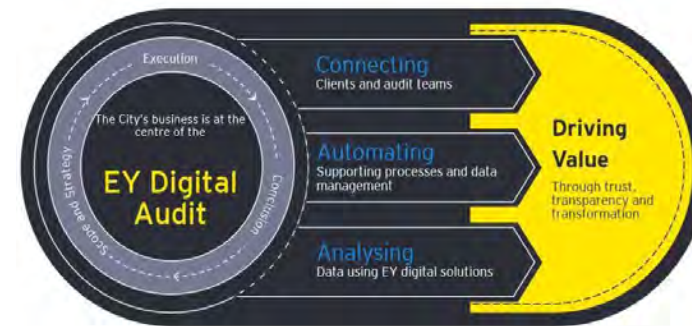 Execution
The City's business is at the
centre of the
EY Digital
Audit
Scope and Strategy
Conclusion
Connecting
Clients and audit teams
Automating
Supporting processes and data
management
Analysing
Data using EY digital solutions
Driving
Value
Through trust,
transparency and
transformation